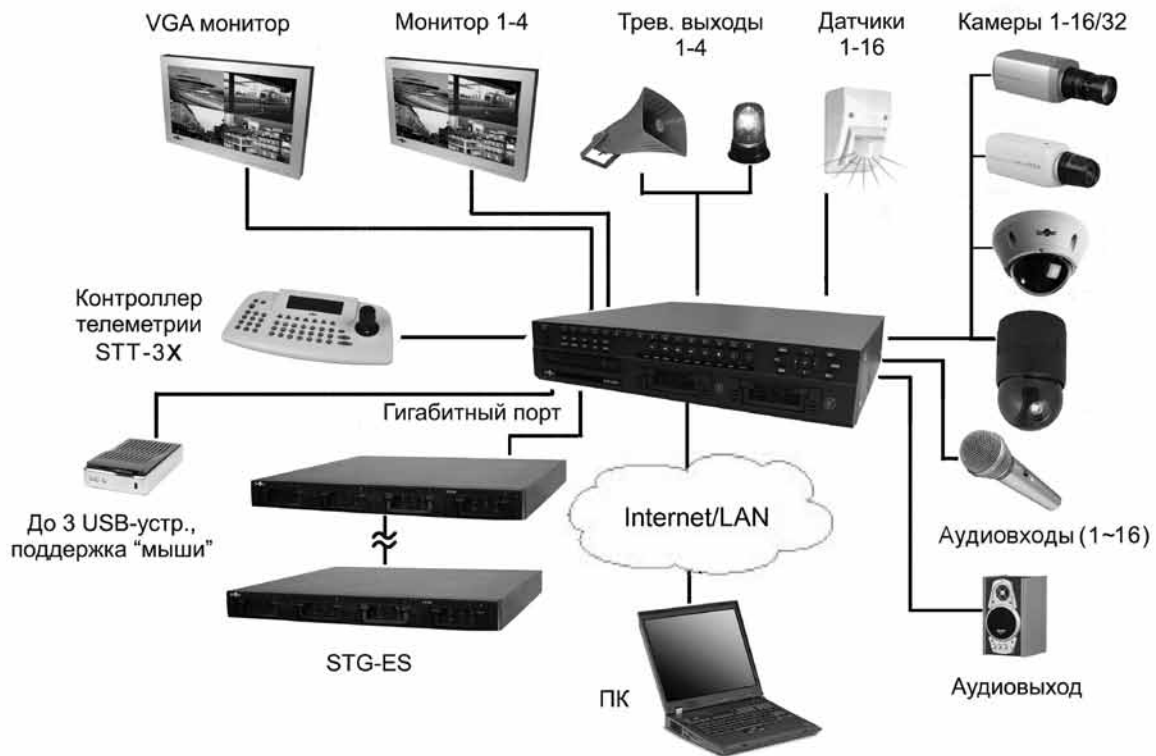 VGA монитор
Монитор 1-4
Трев. выходы
1-4
Датчики
1-16
Камеры 1-16/32
Контроллер
телеметрии
STT-3X
Гигабитный порт
До 3 USB-устр.,
поддержка “мыши”
Internet/LAN
Аудиовходы (1~16)
STG-ES
ПК
Аудиовыход